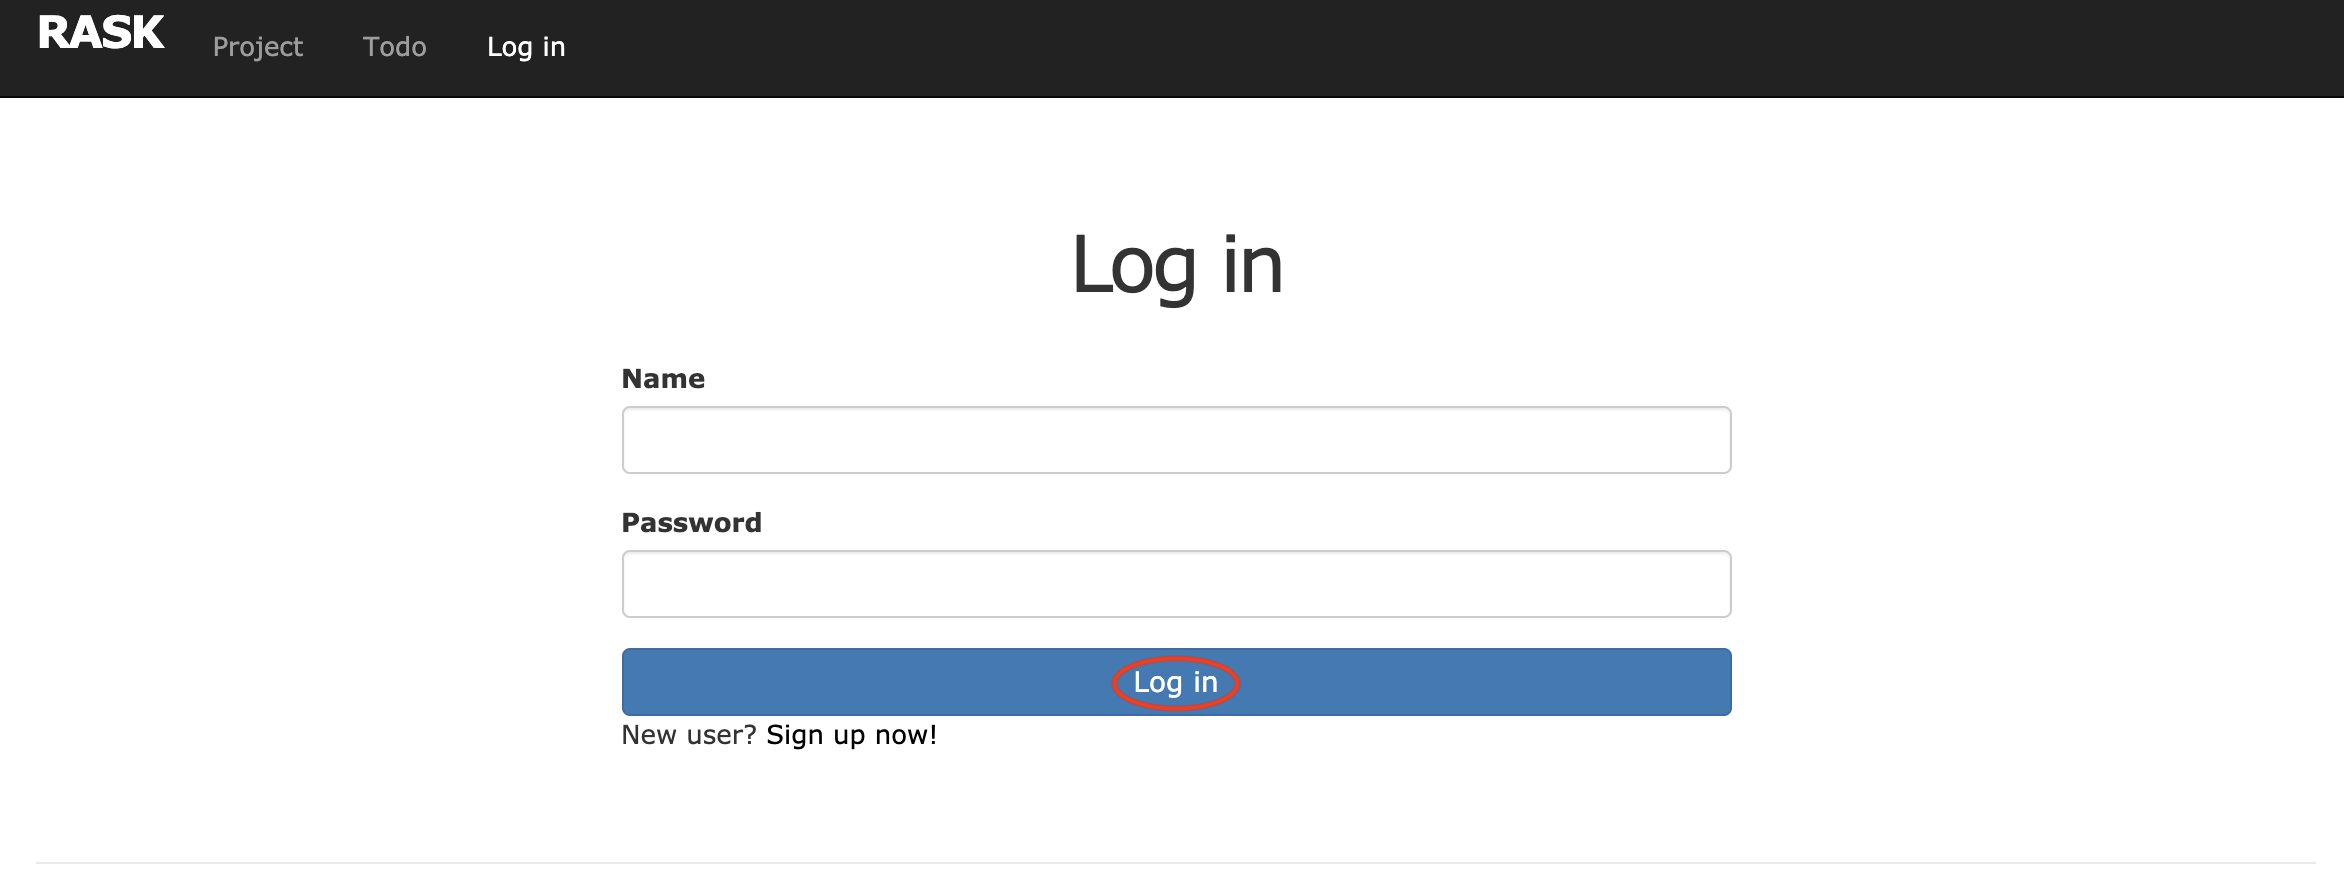 RASK Project Todo Log in
Log in
Name
Password
Log in
New user? Sign up now!